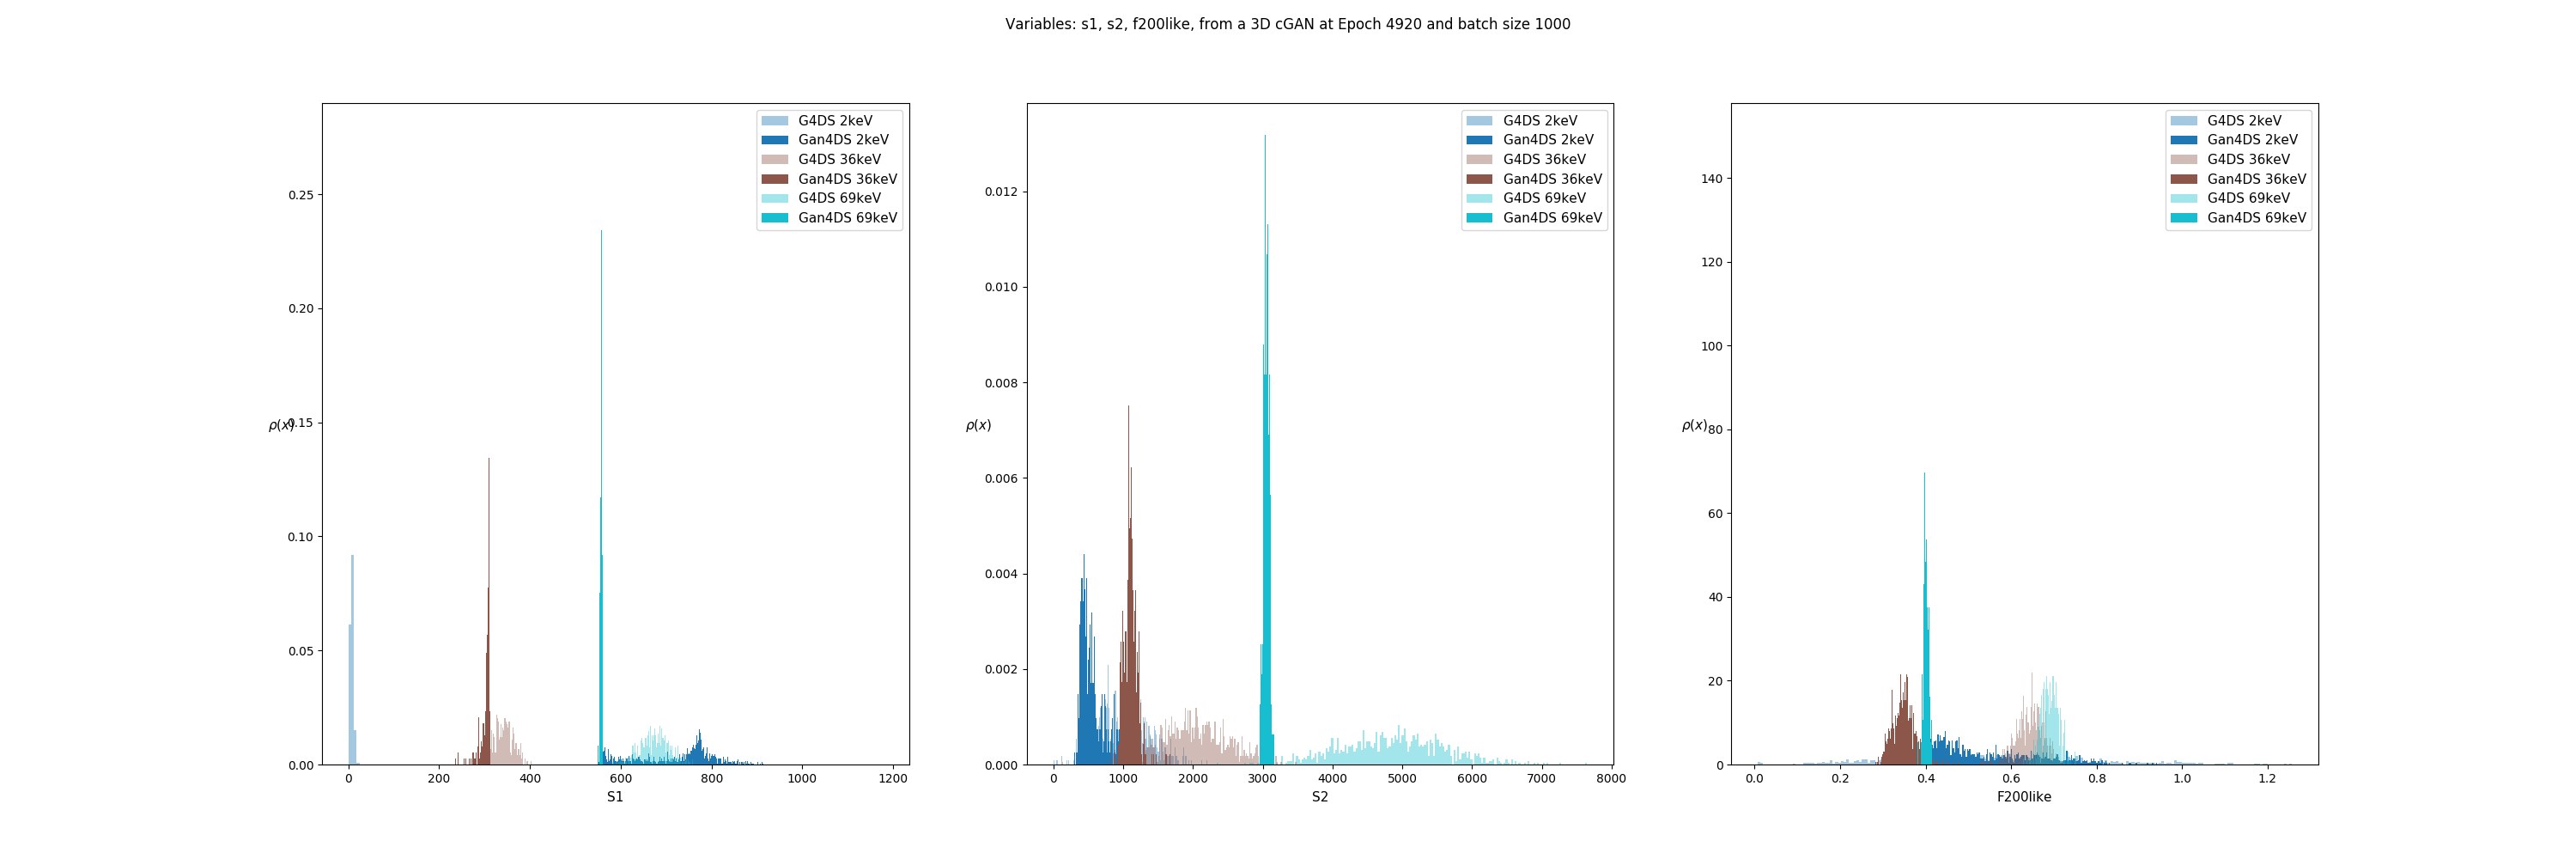 Variables: s1, s2, f200like, from a 3D cGAN at Epoch 4920 and batch size 1000
G4DS 2keV
Gan4DS 2keV
G4DS 36keV
Gan4DS 36keV
G4DS 69keV
Gan4DS 69keV
0.25
0.20
0.15
0.10
0.05
0.00
ρ(x)
0 200 400 600 800 1000 1200
S1
G4DS 2keV
Gan4DS 2keV
G4DS 36keV
Gan4DS 36keV
G4DS 69keV
Gan4DS 69keV
0.012
0.010
0.008
0.006
0.004
0.002
0.000
ρ(x)
0 1000 2000 3000 4000 5000 6000 7000 8000
S2
G4DS 2keV
Gan4DS 2keV
G4DS 36keV
Gan4DS 36keV
G4DS 69keV
Gan4DS 69keV
140
120
100
80
60
40
20
0
ρ(x)
0.0 0.2 0.4 0.6 0.8 1.0 1.2
F200like